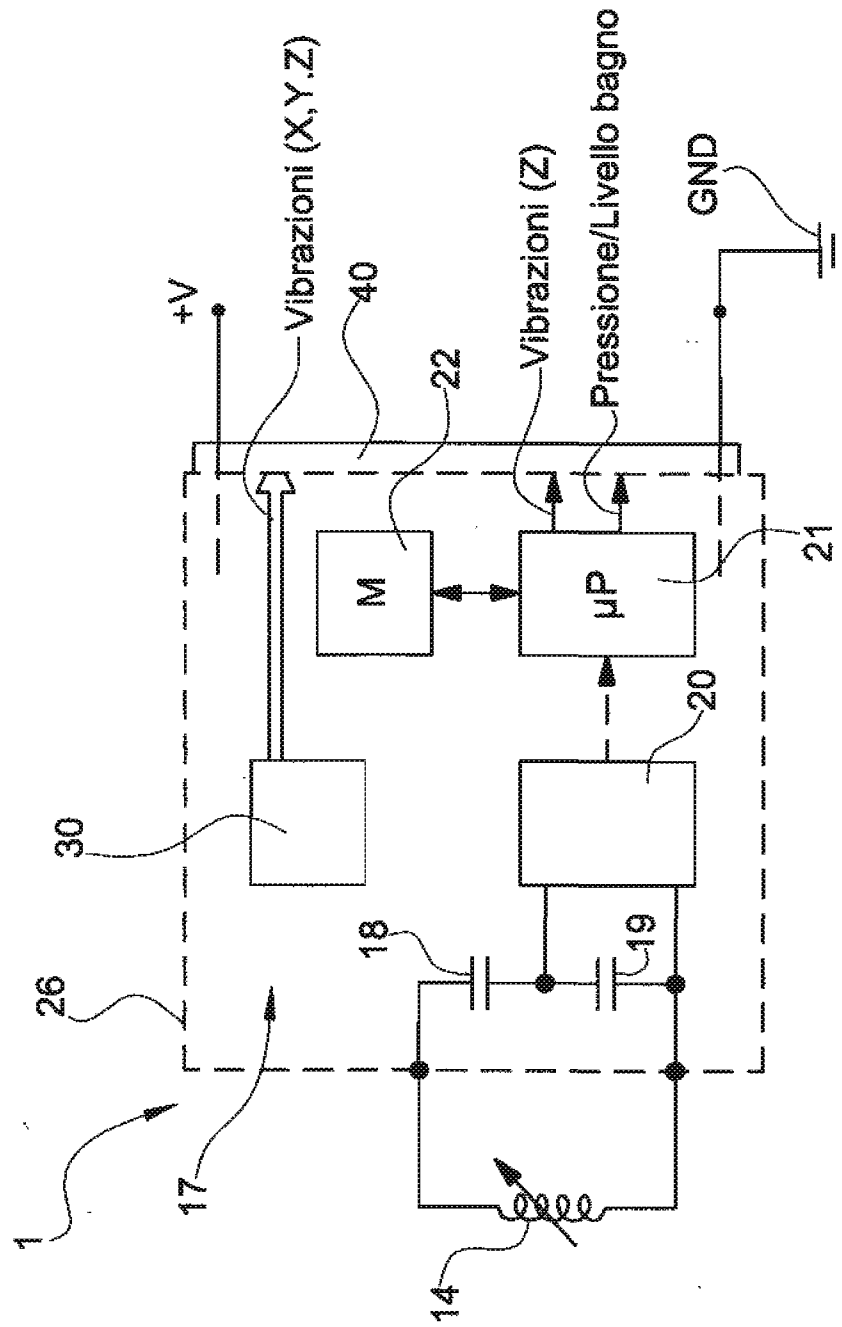 1
26
17
30
+V
Vibrazioni (X,Y.Z)
40
M
22
18
14
19
20
µP
21
Vibrazioni (Z)
Pressione/Livello bagno
GND